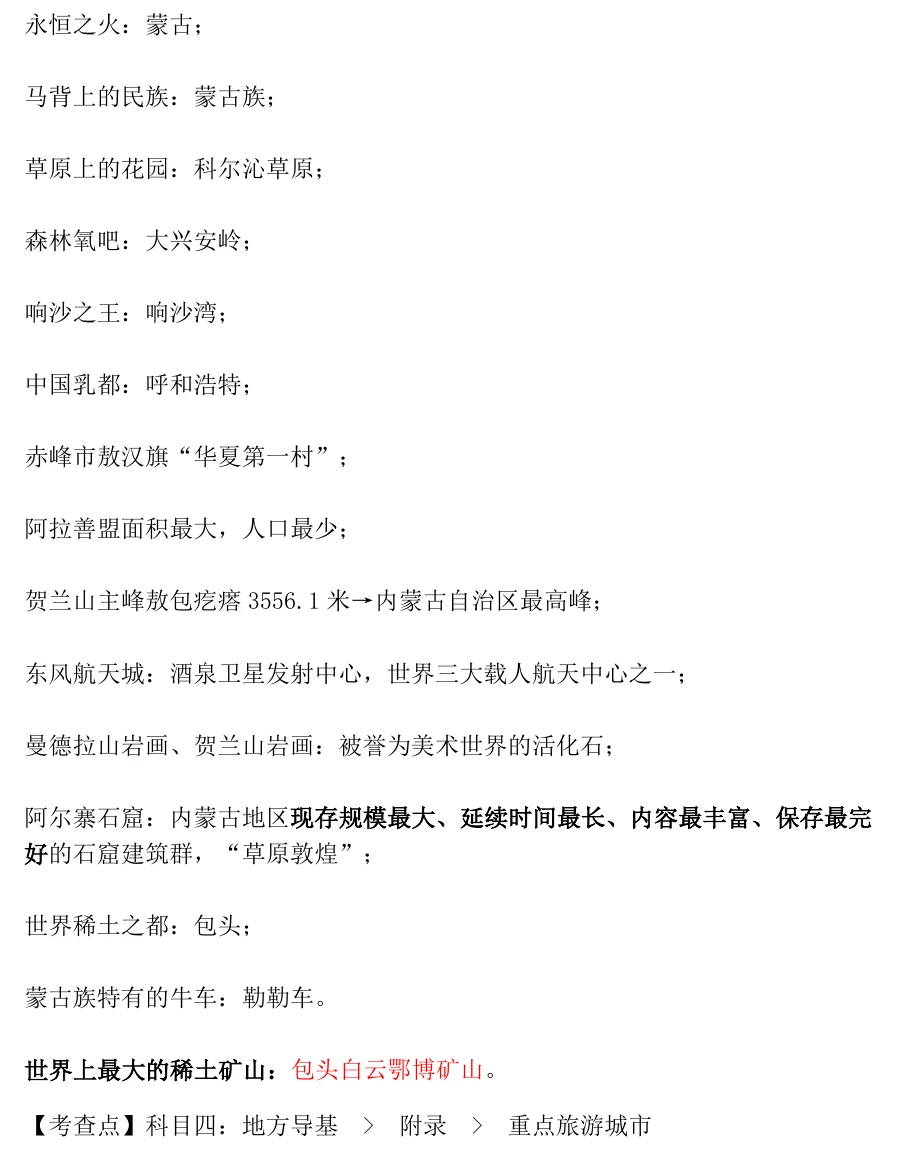 永恒之火：蒙古；
马背上的民族：蒙古族；
草原上的花园：科尔沁草原；
森林氧吧：大兴安岭；
响沙之王：响沙湾；
中国乳都：呼和浩特；
赤峰市敖汉旗“华夏第一村”；
阿拉善盟面积最大，人口最少；
贺兰山主峰敖包疙瘩 3556.1 米→内蒙古自治区最高峰；
东风航天城：酒泉卫星发射中心，世界三大载人航天中心之一；
曼德拉山岩画、贺兰山岩画：被誉为美术世界的活化石；
阿尔寨石窟：内蒙古地区现存规模最大、延续时间最长、内容最丰富、保存最完
好的石窟建筑群，“草原敦煌”；
世界稀土之都：包头；
蒙古族特有的牛车：勒勒车。
世界上最大的稀土矿山：包头白云鄂博矿山。
【考查点】科目四：地方导基 > 附录 > 重点旅游城市